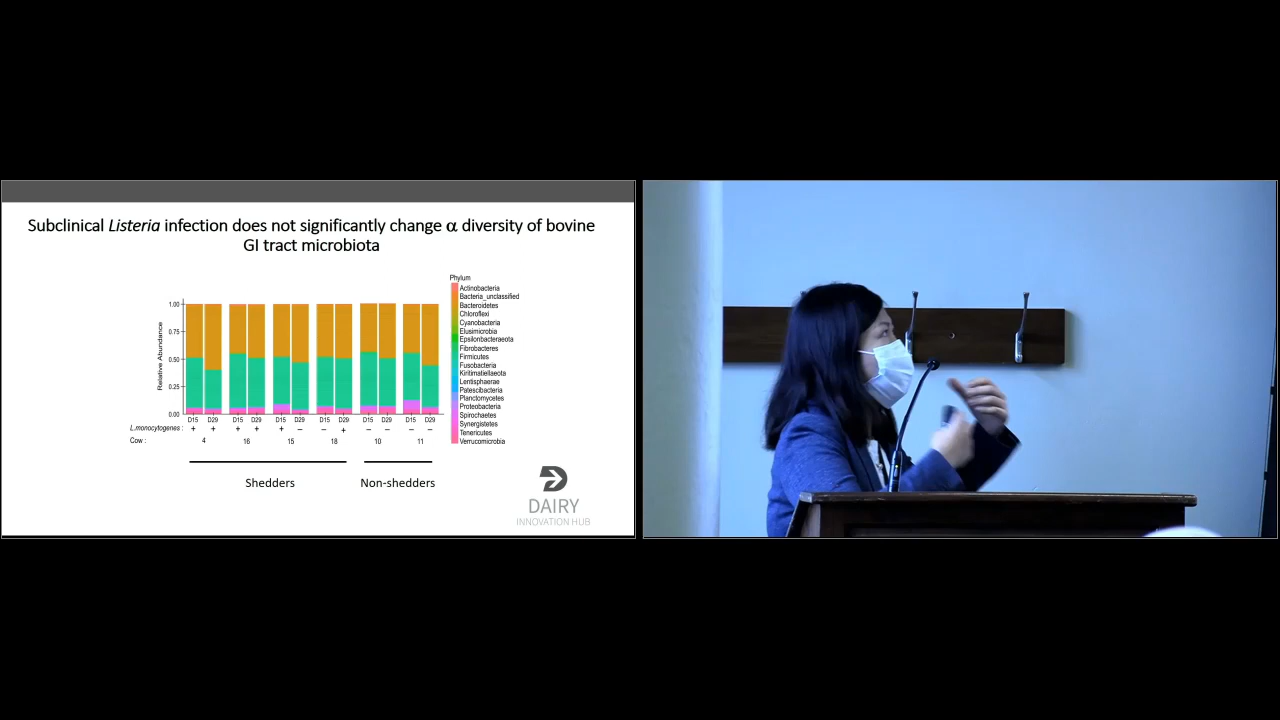 Subclinical Listeria infection does not significantly change α diversity of bovine
GI tract microbiota
Phylum
Actinobacteria
Bacteria_unclassified
Bacteroidetes
Chloroflexi
Cyanobacteria
Elusimicrobia
Epsilonbacteraeota
Fibrobacteres
Firmicutes
Fusobacteria
Kiritimatiellaeota
Lentisphaerae
Patescibacteria
Planctomycetes
Proteobacteria
Spirochaetes
Synergistetes
Tenericutes
Verrucomicrobia
Relative Abundance
1.00
0.75
0.50
0.25
0.00
D15 D29 D15 D29 D15 D29 D15 D29 D15 D29 D15 D29
L.monocytogenes : + + + + + – – + – – – –
Cow : 4 16 15 18 10 11
Shedders Non-shedders
DAIRY
INNOVATION HUB